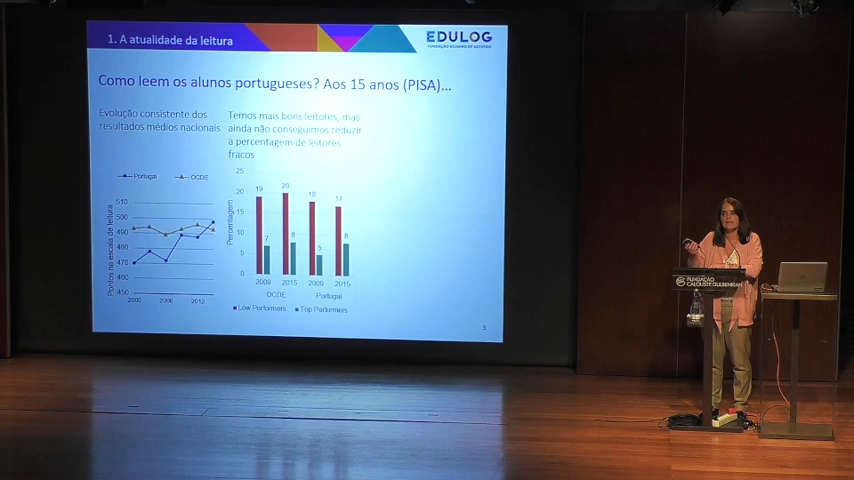 1. A atualidade da leitura
EDULOG
FUNDAÇÃO BELMIRO DE AZEVEDO
Como leem os alunos portugueses? Aos 15 anos (PISA)...
Evolução consistente dos
resultados médios nacionais
Temos mais bons leitores, mas
ainda não conseguimos reduzir
a percentagem de leitores
fracos
Portugal OCDE
Pontos na escala de leitura
510
500
490
480
470
460
450
2000 2006 2012
Percentagem
25
20
15
10
5
0
19 7 20 8 18 5 17 8
2009 2015 2009 2015
OCDE Portugal
Low Performers Top Performers
3
FUNDAÇÃO
CALOUSTE GULBENKIAN